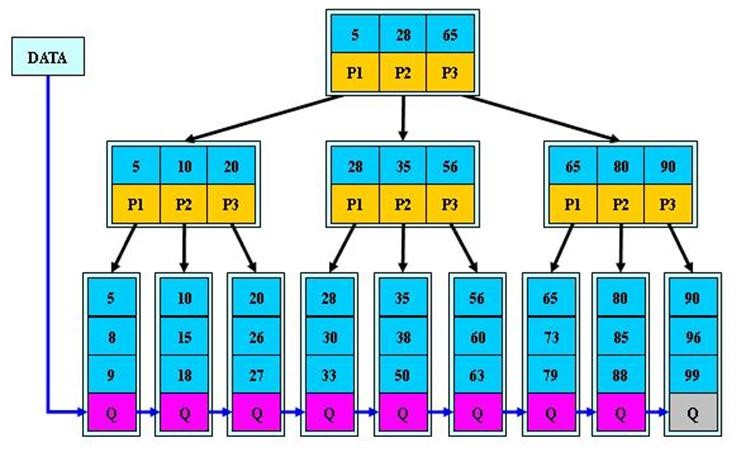 5 28 65
DATA
P1 P2 P3
5 10 20 28 35 56 65 80 90
P1 P2 P3 P1 P2 P3 P1 P2 P3
5 10 20 28 35 56 65 80 90
8 15 26 30 38 60 73 85 96
9 18 27 33 50 63 79 88 99
Q Q Q Q Q Q Q Q Q